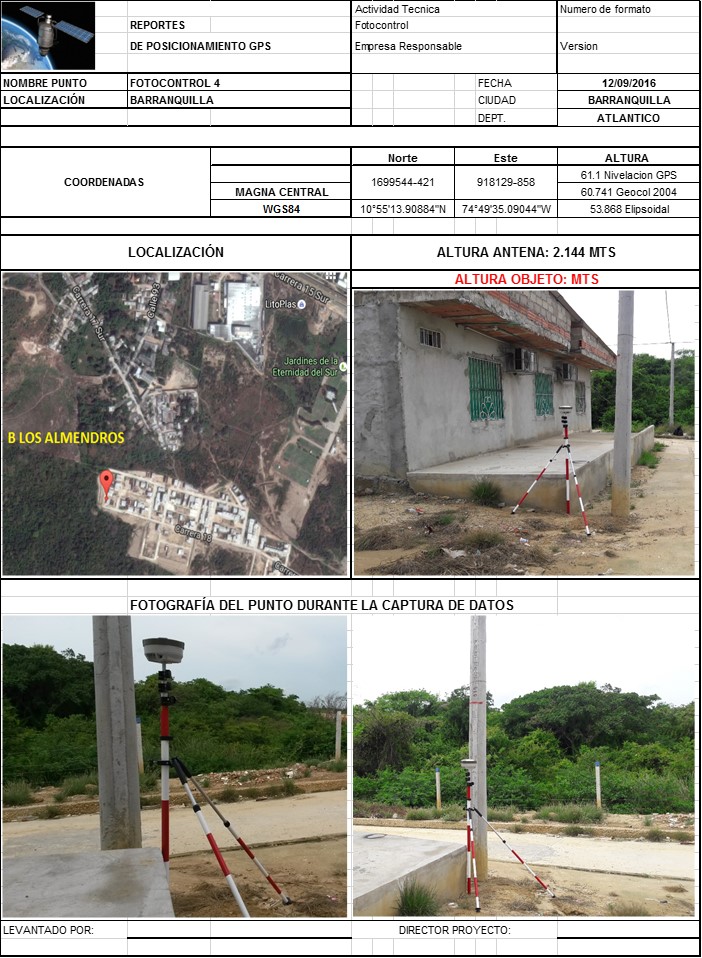 Actividad Tecnica
Numero de formato
REPORTES
Fotocontrol
DE POSICIONAMIENTO GPS
Empresa Responsable
Version
NOMBRE PUNTO
FOTOCONTROL 4
FECHA
12/09/2016
LOCALIZACIÓN
BARRANQUILLA
CIUDAD
BARRANQUILLA
DEPT.
ATLANTICO
COORDENADAS
Norte
Este
ALTURA
MAGNA CENTRAL
1699544-421
918129-858
61.1 Nivelacion GPS
60.741 Geocol 2004
WGS84
10°55'13.90884"N
74°49'35.09044"W
53.868 Elipsoidal
LOCALIZACIÓN
ALTURA ANTENA: 2.144 MTS
ALTURA OBJETO: MTS
Carrera 15 Sur
LitoPlas
Jardines de la
Eternidad del Sur
B LOS ALMENDROS
Carrera 18
Carrera
FOTOGRAFÍA DEL PUNTO DURANTE LA CAPTURA DE DATOS
LEVANTADO POR:
DIRECTOR PROYECTO: